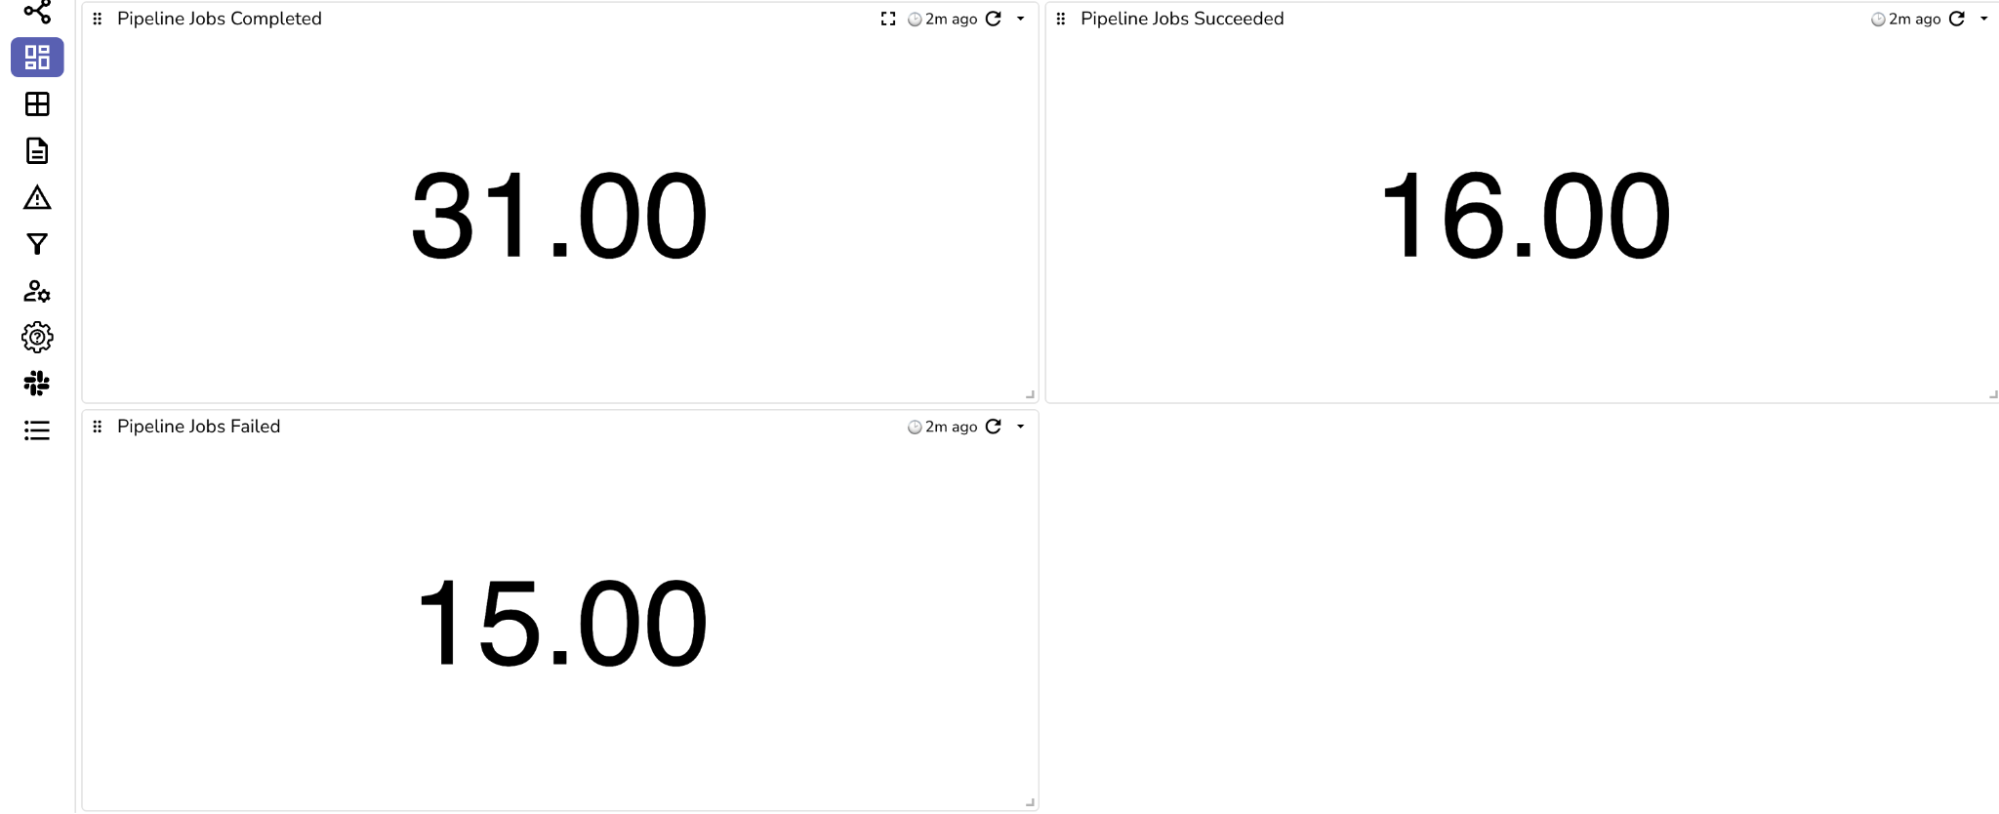 Pipeline Jobs Completed
2m ago
Pipeline Jobs Succeeded
2m ago
31.00
16.00
Pipeline Jobs Failed
2m ago
15.00